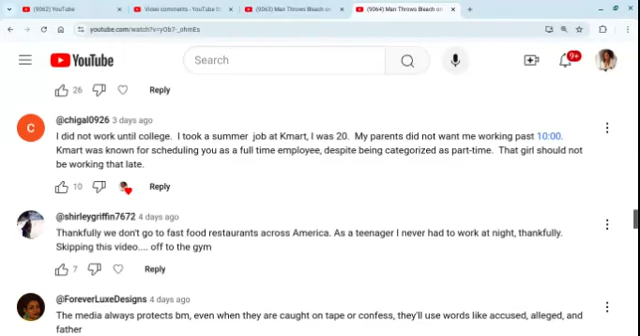 (9062) YouTube
Video comments - YouTube
(9063) Man Throws Bleach on
(9064) Man Throws Bleach on
youtube.com/watch?v=yOb7-_ohmEs
YouTube
Search
9+
26
Reply
C
@chigal0926 3 days ago
I did not work until college. I took a summer job at Kmart, I was 20. My parents did not want me working past 10:00.
Kmart was known for scheduling you as a full time employee, despite being categorized as part-time. That girl should not
be working that late.
10
Reply
@shirleygriffin7672 4 days ago
Thankfully we don't go to fast food restaurants across America. As a teenager I never had to work at night, thankfully.
Skipping this video.... off to the gym
7
Reply
@ForeverLuxeDesigns 4 days ago
The media always protects bm, even when they are caught on tape or confess, they'll use words like accused, alleged, and
father